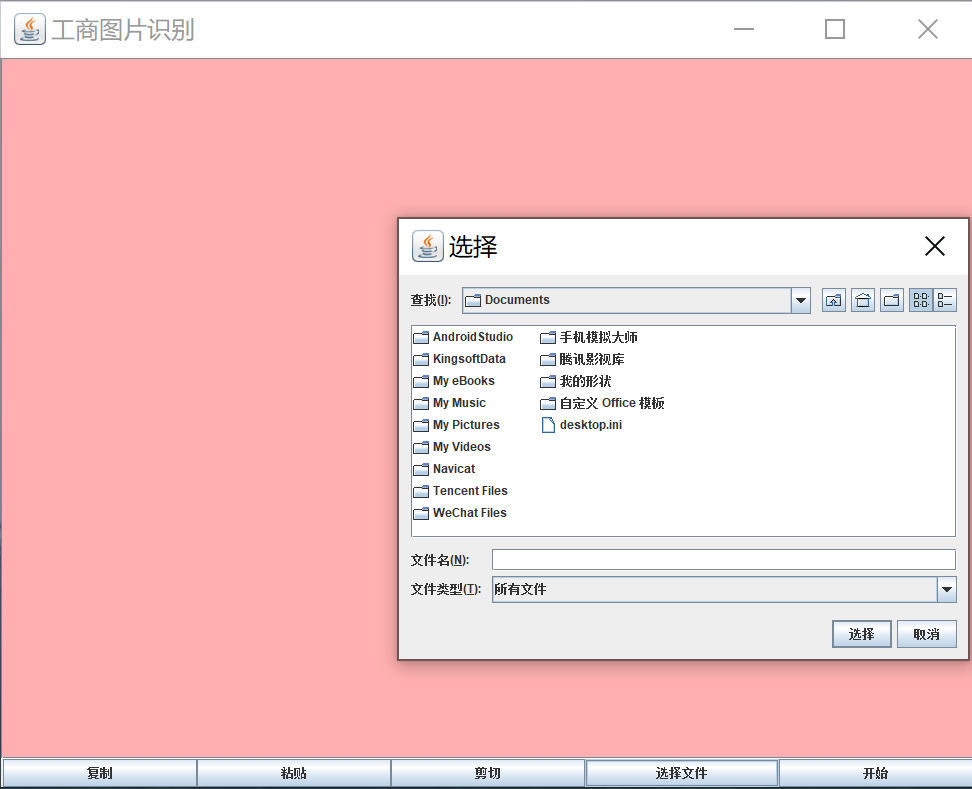 工商图片识别
选择
查找(I):
Documents
AndroidStudio
KingsoftData
My eBooks
My Music
My Pictures
My Videos
Navicat
Tencent Files
WeChat Files
手机模拟大师
腾讯影视库
我的形状
自定义 Office 模板
desktop.ini
文件名(N):
文件类型(T):
所有文件
选择
取消
复制
粘贴
剪切
选择文件
开始